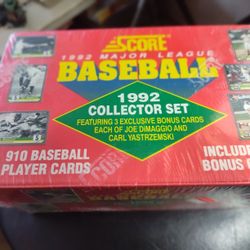 SCORE
1992 MAJOR LEAGUE
BASEBALL
1992
COLLECTOR SET
FEATURING 3 EXCLUSIVE BONUS CARDS
EACH OF JOE DIMAGGIO AND
CARL YASTRZEMSKI
910 BASEBALL
PLAYER CARDS
BONUS